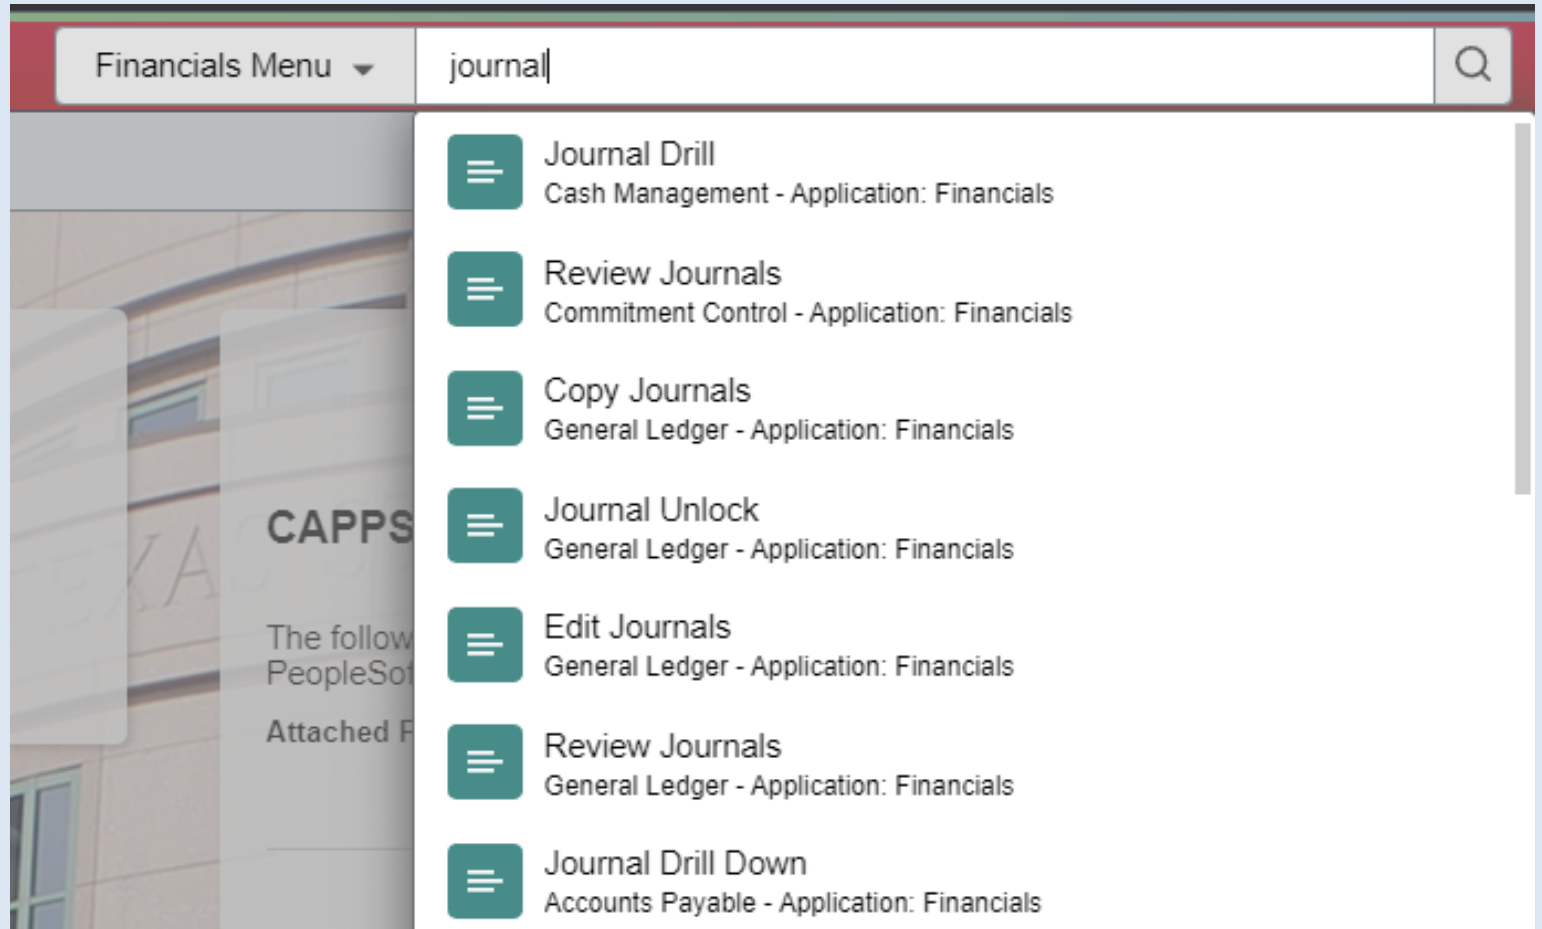 Financials Menu
journal
Journal Drill
Cash Management - Application: Financials
Review Journals
Commitment Control - Application: Financials
Copy Journals
General Ledger - Application: Financials
Journal Unlock
General Ledger - Application: Financials
Edit Journals
General Ledger - Application: Financials
Review Journals
General Ledger - Application: Financials
Journal Drill Down
Accounts Payable - Application: Financials
CAPPS
EXAS
The follow
PeopleSof
Attached